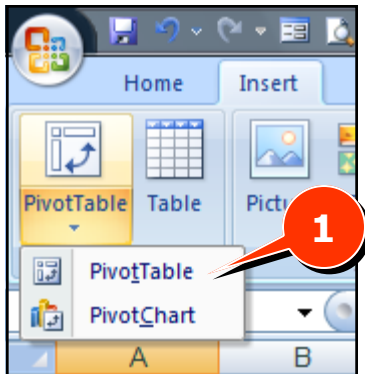 Home Insert
PivotTable Table Pictu
1
PivotTable
PivotChart
A B